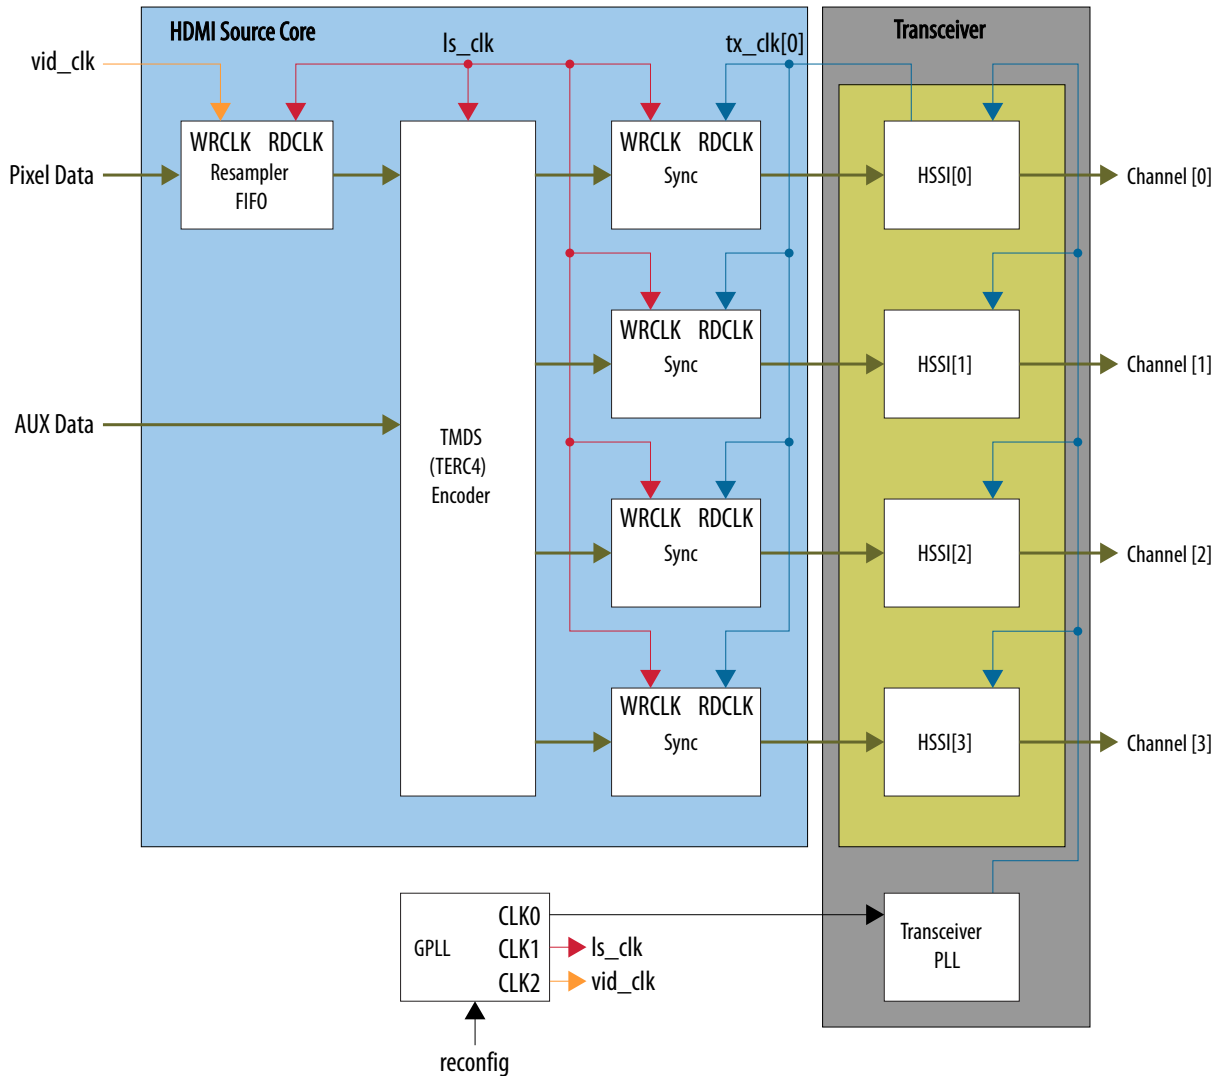 HDMI Source Core
Transceiver
ls_clk
tx_clk[0]
vid_clk
WRCLK RDCLK
Resampler
FIFO
WRCLK RDCLK
Sync
HSSI[0]
Pixel Data
Channel [0]
WRCLK RDCLK
Sync
HSSI[1]
Channel [1]
AUX Data
TMDS
(TERC4)
Encoder
WRCLK RDCLK
Sync
HSSI[2]
Channel [2]
WRCLK RDCLK
Sync
HSSI[3]
Channel [3]
GPLL
CLK0
CLK1
CLK2
ls_clk
vid_clk
Transceiver
PLL
reconfig